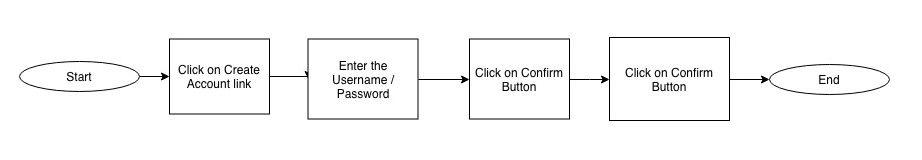 Start
Click on Create
Account link
Enter the
Username /
Password
Click on Confirm
Button
Click on Confirm
Button
End